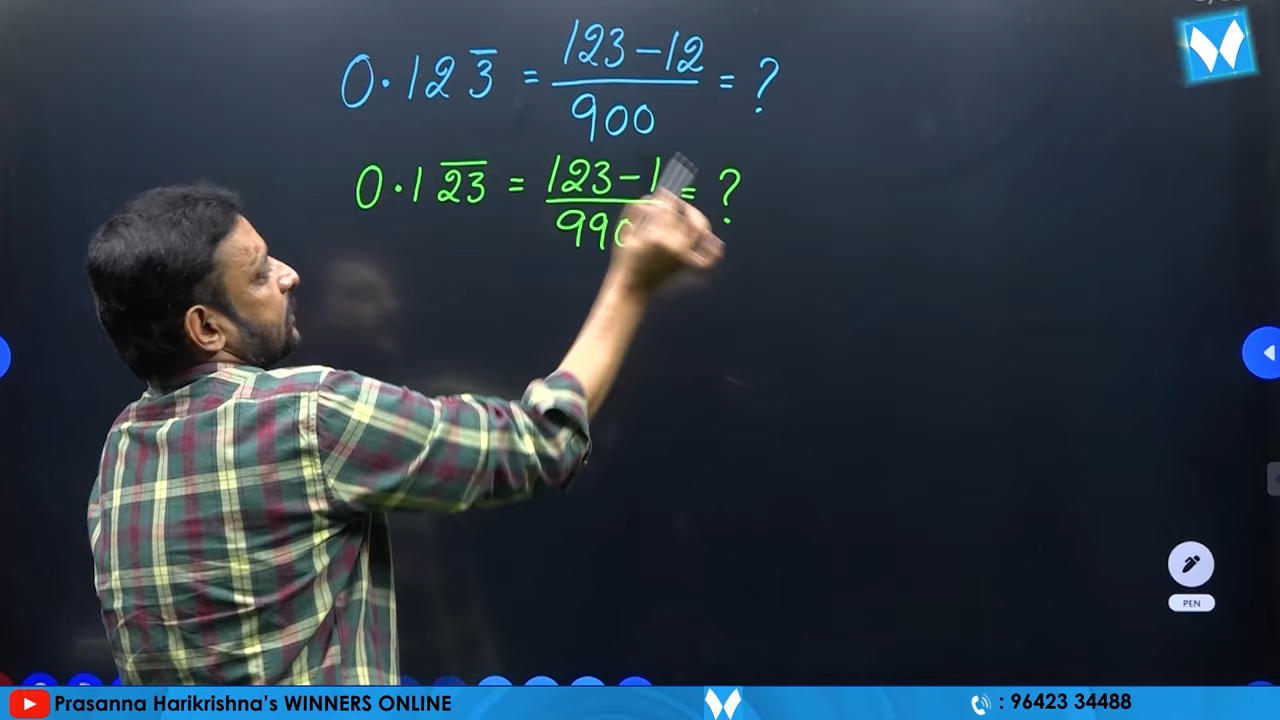 0.123̅ = (123-12)/900 = ?
0.12̅3̅ = (123-1)/990 = ?
PEN
Prasanna Harikrishna's WINNERS ONLINE
: 96423 34488